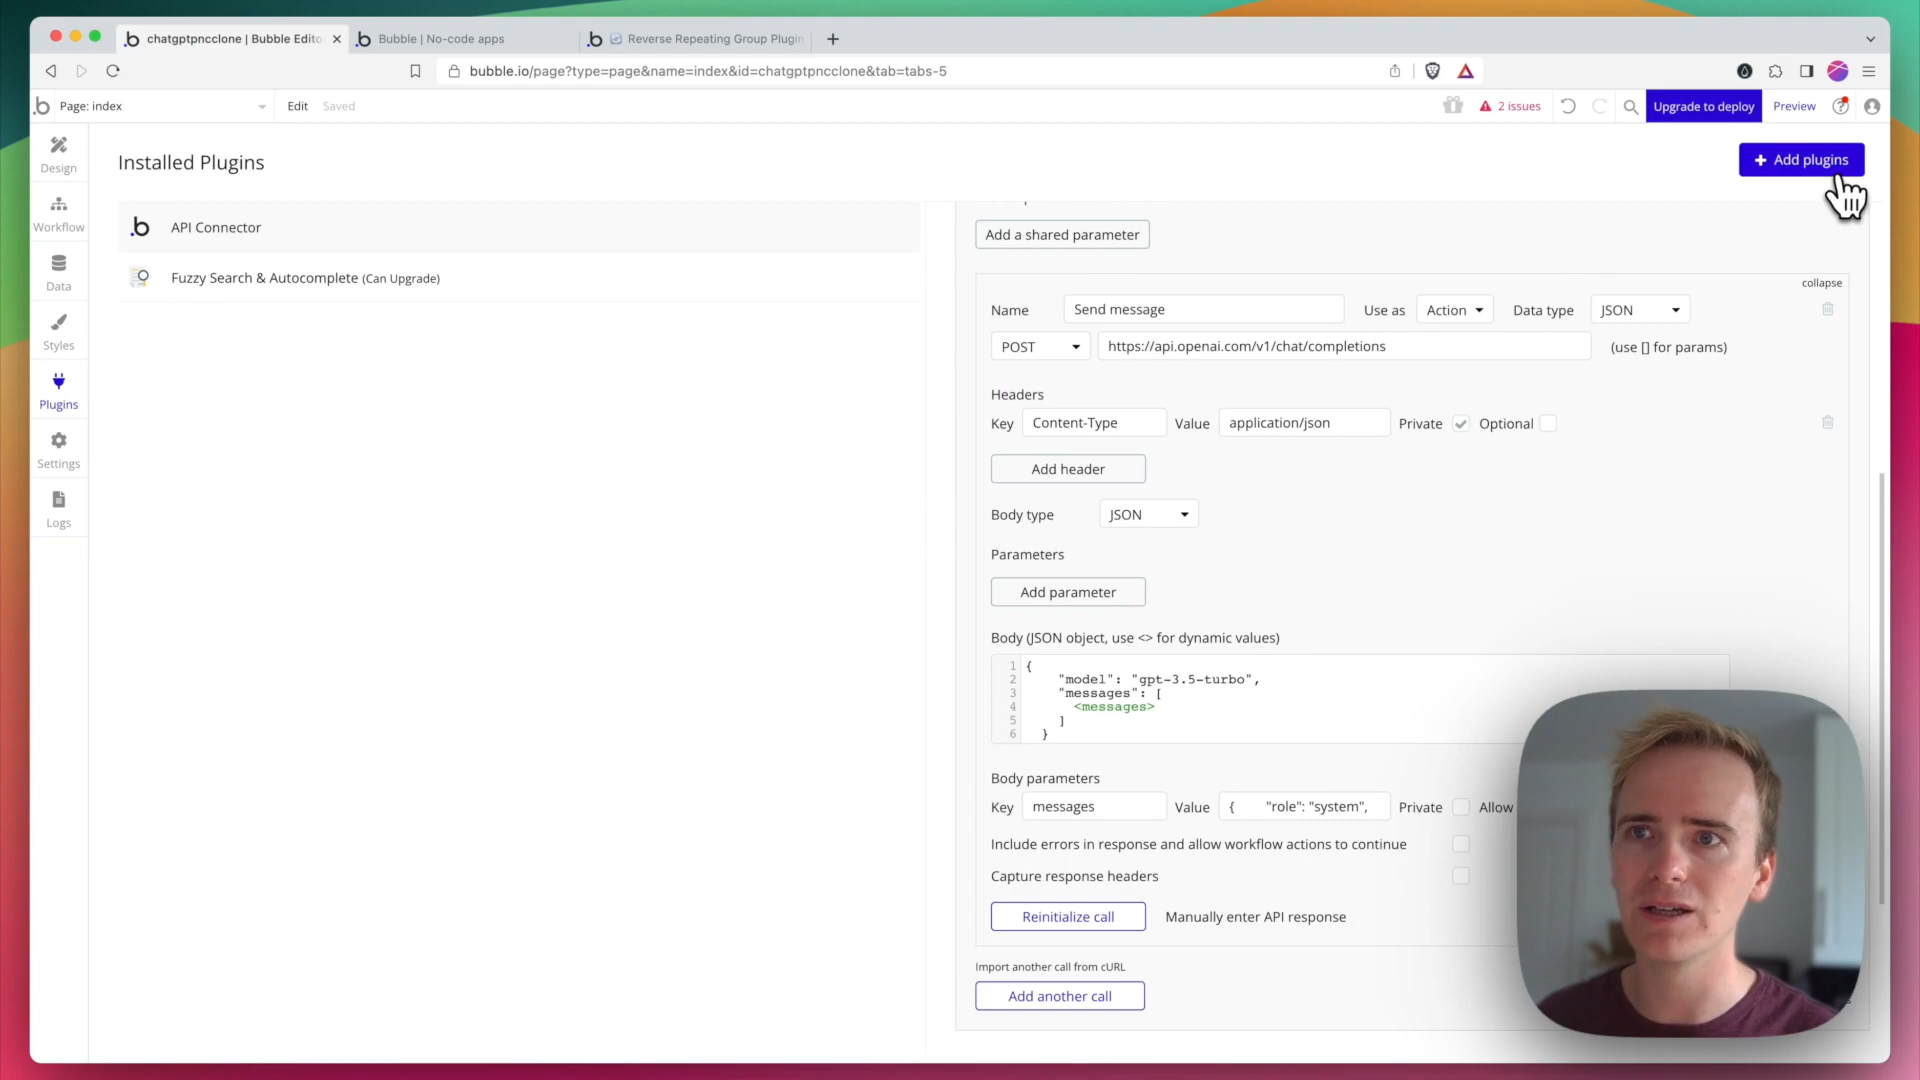 chatgptpncclone | Bubble Edito
Bubble | No-code apps
Reverse Repeating Group Plugin
bubble.io/page?type=page&name=index&id=chatgptpncclone&tab=tabs-5
Page: index
Edit
Saved
2 issues
Upgrade to deploy
Preview
Design
Workflow
Data
Styles
Plugins
Settings
Logs
Installed Plugins
+ Add plugins
API Connector
Fuzzy Search & Autocomplete (Can Upgrade)
Add a shared parameter
collapse
Name Send message Use as Action Data type JSON
POST https://api.openai.com/v1/chat/completions (use [] for params)
Headers
Key Content-Type Value application/json Private Optional
Add header
Body type JSON
Parameters
Add parameter
Body (JSON object, use <> for dynamic values)
1 {
2 "model": "gpt-3.5-turbo",
3 "messages": [
4 <messages>
5 ]
6 }
Body parameters
Key messages Value { "role": "system", Private Allow
Include errors in response and allow workflow actions to continue
Capture response headers
Reinitialize call Manually enter API response
Import another call from cURL
Add another call